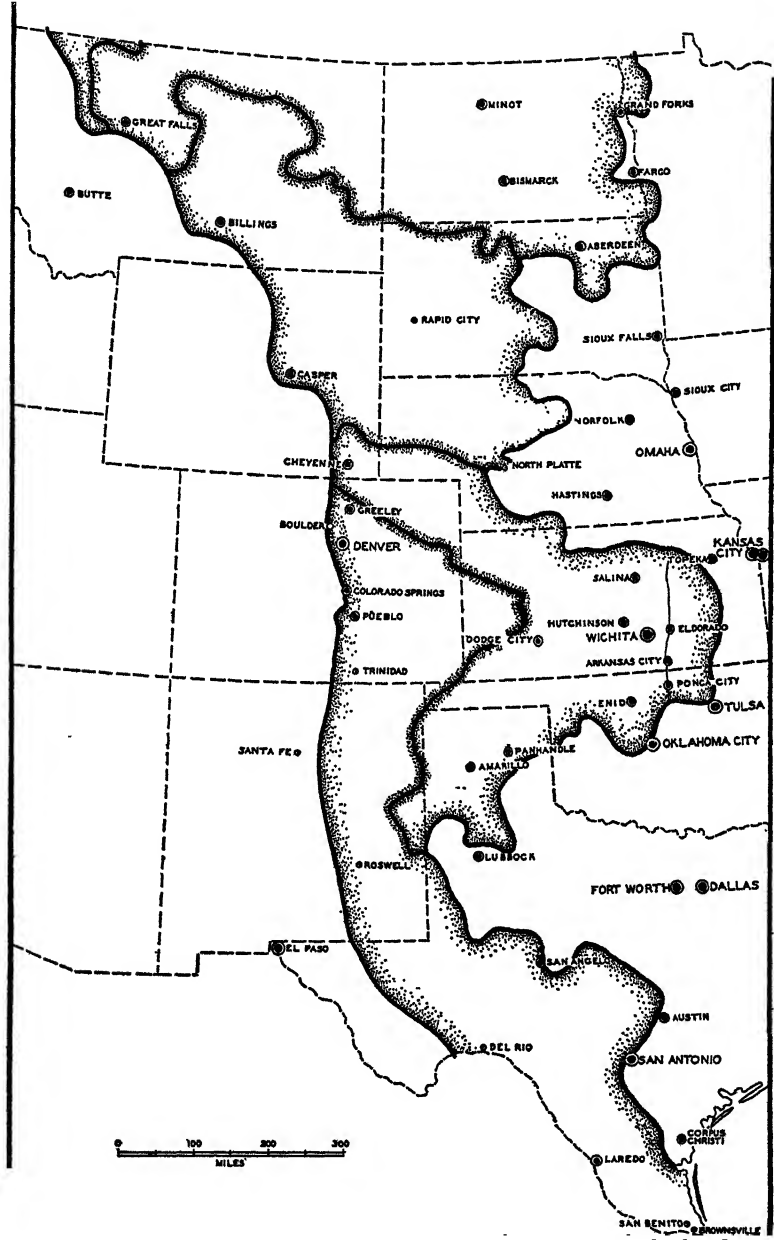 MINOT
GRAND FORKS
GREAT FALLS
BISMARCK
FARGO
BUTTE
BILLINGS
ABERDEEN
RAPID CITY
SIOUX FALLS
CASPER
SIOUX CITY
NORFOLK
OMAHA
CHEYENNE
NORTH PLATTE
HASTINGS
GREELEY
BOULDER
DENVER
KANSAS
CITY
TOPEKA
SALINA
COLORADO SPRINGS
PUEBLO
HUTCHINSON
WICHITA
ELDORADO
DODGE CITY
ARKANSAS CITY
TRINIDAD
PONCA CITY
ENID
TULSA
SANTA FE
PANHANDLE
OKLAHOMA CITY
AMARILLO
LUBBOCK
ROSWELL
FORT WORTH
DALLAS
EL PASO
SAN ANGELO
AUSTIN
DEL RIO
SAN ANTONIO
CORPUS
CHRISTI
0 100 200 300
MILES
LAREDO
SAN BENITO
BROWNSVILLE